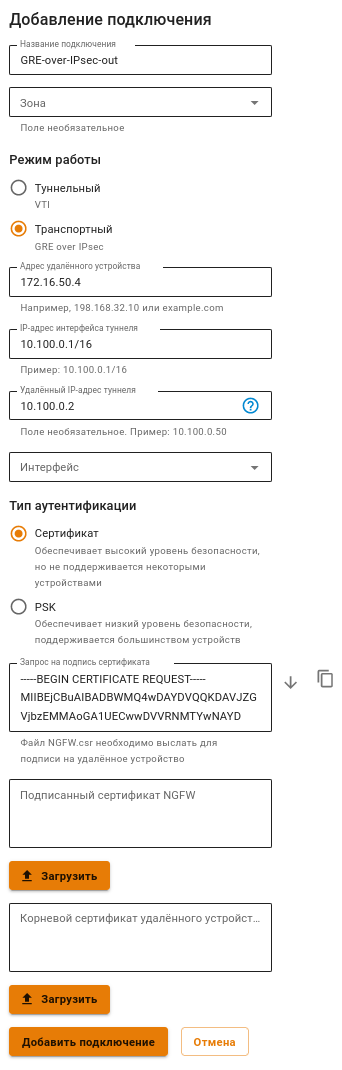 Добавление подключения
Название подключения
GRE-over-IPsec-out
Зона
Поле необязательное
Режим работы
Туннельный
VTI
Транспортный
GRE over IPsec
Адрес удалённого устройства
172.16.50.4
Например, 198.168.32.10 или example.com
IP-адрес интерфейса туннеля
10.100.0.1/16
Пример: 10.100.0.1/16
Удалённый IP-адрес туннеля
10.100.0.2
Поле необязательное. Пример: 10.100.0.50
Интерфейс
Тип аутентификации
Сертификат
Обеспечивает высокий уровень безопасности,
но не поддерживается некоторыми
устройствами
PSK
Обеспечивает низкий уровень безопасности,
поддерживается большинством устройств
Запрос на подпись сертификата
-----BEGIN CERTIFICATE REQUEST-----
MIIBEjCBuAIBADBWMQ4wDAYDVQQKDAVJZG
VjbzEMMAoGA1UECwwDVVRNMTYwNAYD
Файл NGFW.csr необходимо выслать для
подписи на удалённое устройство
Подписанный сертификат NGFW
Загрузить
Корневой сертификат удалённого устройст...
Загрузить
Добавить подключение
Отмена